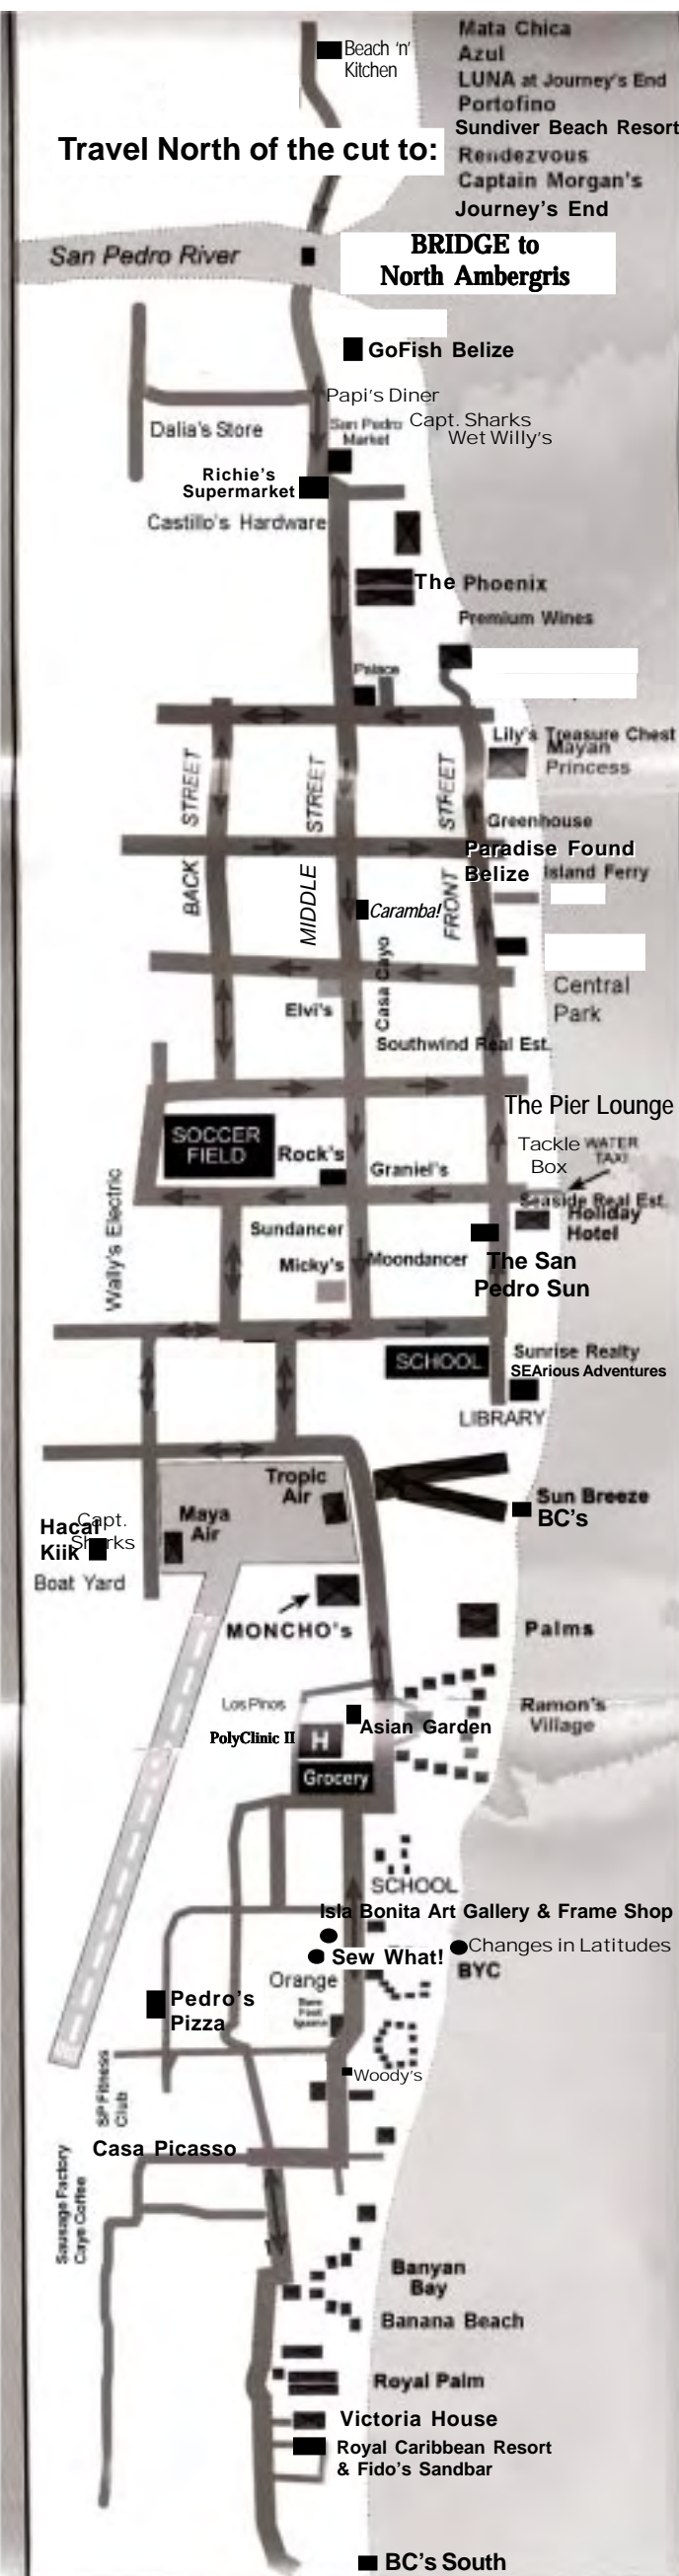 Beach 'n'
Kitchen
Mata Chica
Azul
LUNA at Journey's End
Portofino
Sundiver Beach Resort
Rendezvous
Captain Morgan's
Journey's End
Travel North of the cut to:
San Pedro River
BRIDGE to
North Ambergris
GoFish Belize
Papi's Diner
Dalia's Store
San Pedro
Market
Capt. Sharks
Wet Willy's
Richie's
Supermarket
Castillo's Hardware
The Phoenix
Premium Wines
Palace
Lily's Treasure Chest
Mayan
Princess
BACK STREET
MIDDLE STREET
FRONT STREET
Greenhouse
Paradise Found
Belize
Island Ferry
Caramba!
Casa Cayo
Central
Park
Elvi's
Southwind Real Est.
The Pier Lounge
SOCCER
FIELD
Rock's
Graniel's
Tackle
Box
WATER
TAXI
Seaside Real Est.
Holiday
Hotel
Wally's Electric
Sundancer
Micky's
Moondancer
The San
Pedro Sun
SCHOOL
Sunrise Realty
SEArious Adventures
LIBRARY
Tropic
Air
Maya
Air
Sun Breeze
BC's
Hacal
Kiik
Capt.
Sharks
Boat Yard
MONCHO's
Palms
Los Pinos
PolyClinic II
H
Asian Garden
Ramon's
Village
Grocery
SCHOOL
Isla Bonita Art Gallery & Frame Shop
Sew What!
Changes in Latitudes
BYC
Orange
Pedro's
Pizza
Bare
Foot
Iguana
SP Fitness
Club
Woody's
Casa Picasso
Sausage Factory
Caye Coffee
Banyan
Bay
Banana Beach
Royal Palm
Victoria House
Royal Caribbean Resort
& Fido's Sandbar
BC's South